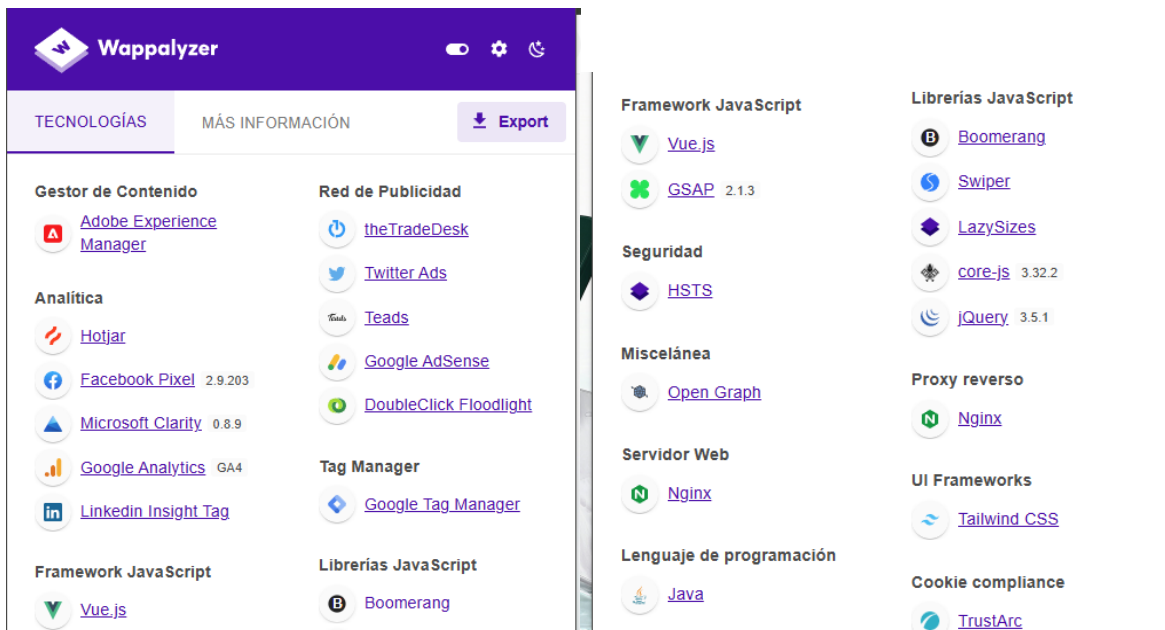 Wappalyzer
TECNOLOGÍAS
MÁS INFORMACIÓN
Export
Gestor de Contenido
Adobe Experience
Manager
Analítica
Hotjar
Facebook Pixel 2.9.203
Microsoft Clarity 0.8.9
Google Analytics GA4
Linkedin Insight Tag
Framework JavaScript
Vue.js
Red de Publicidad
theTradeDesk
Twitter Ads
Teads
Google AdSense
DoubleClick Floodlight
Tag Manager
Google Tag Manager
Librerías JavaScript
Boomerang
Framework JavaScript
Vue.js
GSAP 2.1.3
Seguridad
HSTS
Miscelánea
Open Graph
Servidor Web
Nginx
Lenguaje de programación
Java
Librerías JavaScript
Boomerang
Swiper
LazySizes
core-js 3.32.2
jQuery 3.5.1
Proxy reverso
Nginx
UI Frameworks
Tailwind CSS
Cookie compliance
TrustArc